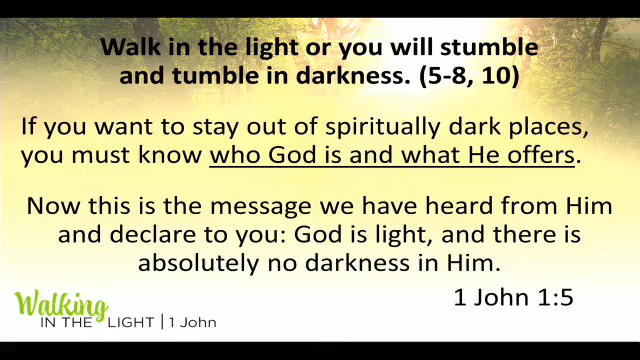 Walk in the light or you will stumble
and tumble in darkness. (5-8, 10)
If you want to stay out of spiritually dark places,
you must know who God is and what He offers.
Now this is the message we have heard from Him
and declare to you: God is light, and there is
absolutely no darkness in Him.
1 John 1:5
Walking
IN THE LIGHT | 1 John